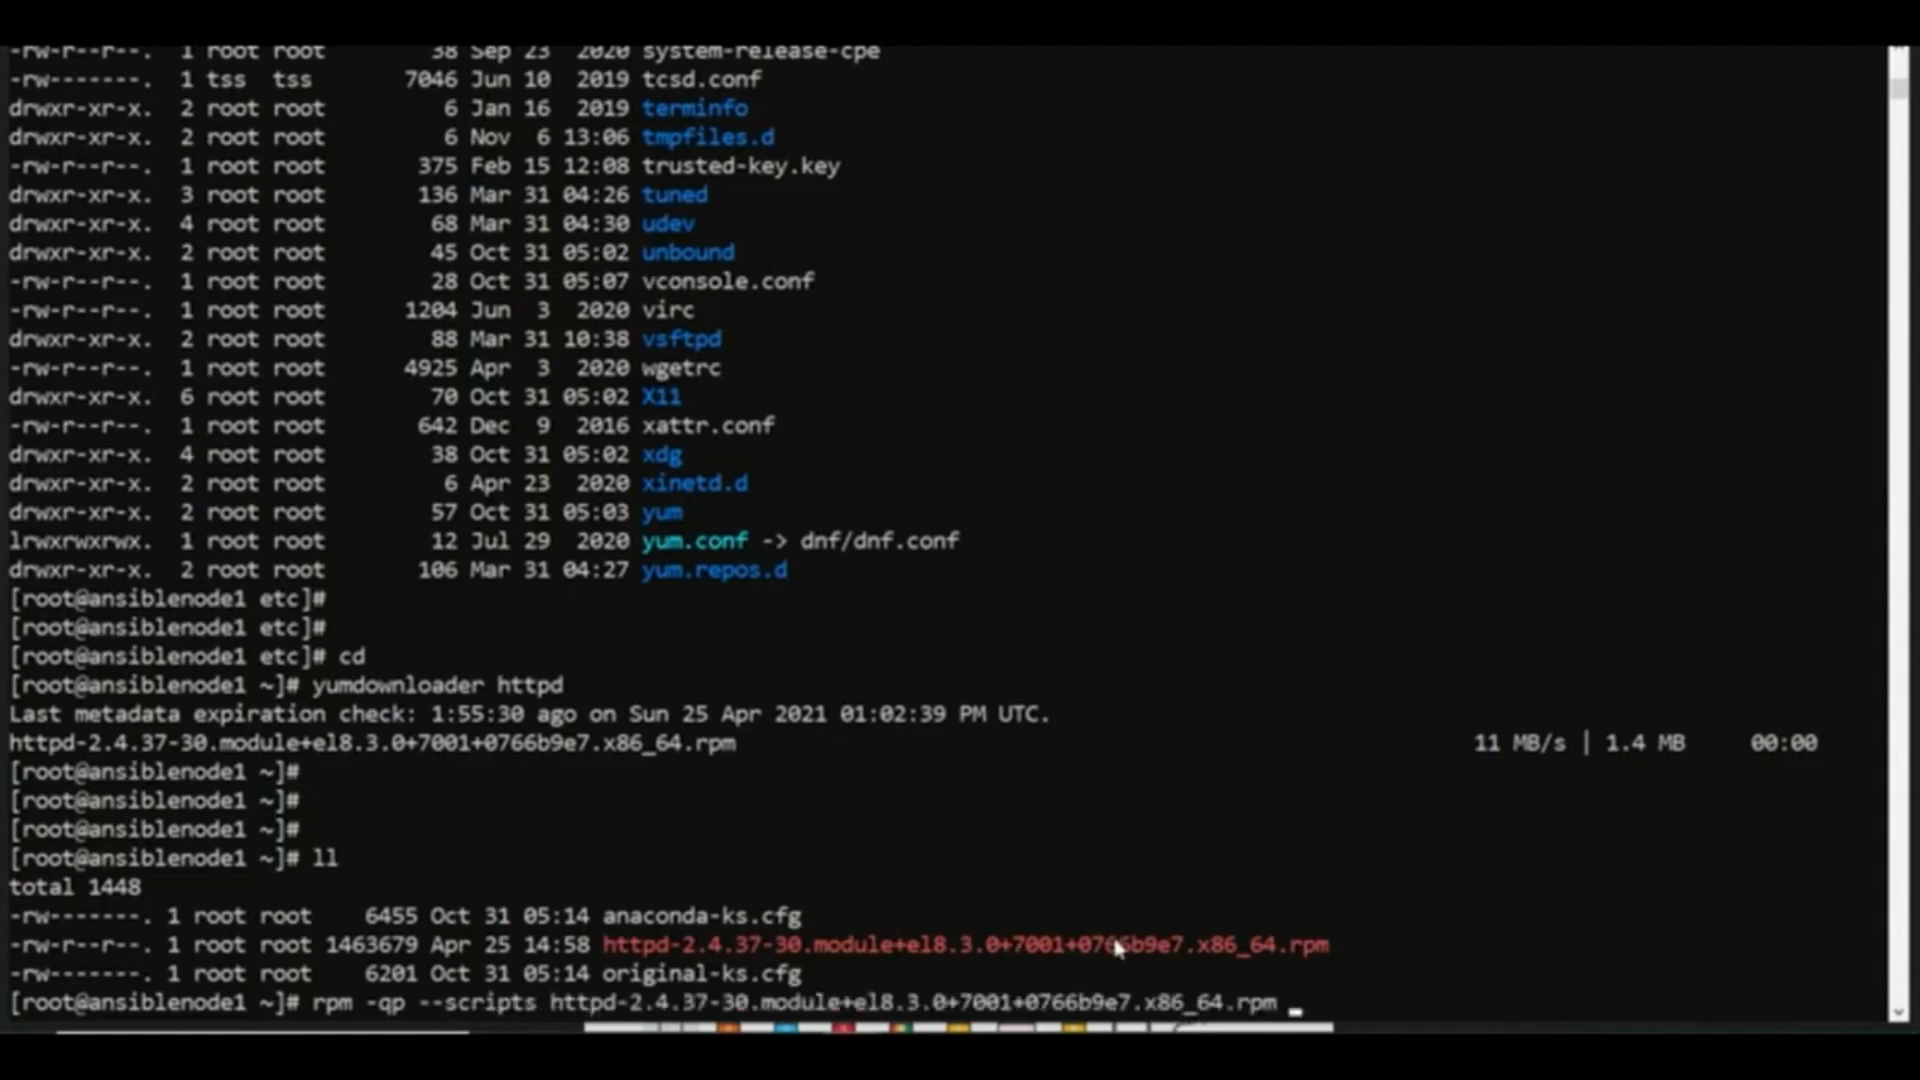 -rw-r--r--. 1 root root 38 Sep 23 2020 system-release-cpe
-rw-------. 1 tss tss 7046 Jun 10 2019 tcsd.conf
drwxr-xr-x. 2 root root 6 Jan 16 2019 terminfo
drwxr-xr-x. 2 root root 6 Nov 6 13:06 tmpfiles.d
-rw-r--r--. 1 root root 375 Feb 15 12:08 trusted-key.key
drwxr-xr-x. 3 root root 136 Mar 31 04:26 tuned
drwxr-xr-x. 4 root root 68 Mar 31 04:30 udev
drwxr-xr-x. 2 root root 45 Oct 31 05:02 unbound
-rw-r--r--. 1 root root 28 Oct 31 05:07 vconsole.conf
-rw-r--r--. 1 root root 1204 Jun 3 2020 virc
drwxr-xr-x. 2 root root 88 Mar 31 10:38 vsftpd
-rw-r--r--. 1 root root 4925 Apr 3 2020 wgetrc
drwxr-xr-x. 6 root root 70 Oct 31 05:02 X11
-rw-r--r--. 1 root root 642 Dec 9 2016 xattr.conf
drwxr-xr-x. 4 root root 38 Oct 31 05:02 xdg
drwxr-xr-x. 2 root root 6 Apr 23 2020 xinetd.d
drwxr-xr-x. 2 root root 57 Oct 31 05:03 yum
lrwxrwxrwx. 1 root root 12 Jul 29 2020 yum.conf -> dnf/dnf.conf
drwxr-xr-x. 2 root root 106 Mar 31 04:27 yum.repos.d
[root@ansiblenode1 etc]#
[root@ansiblenode1 etc]#
[root@ansiblenode1 etc]# cd
[root@ansiblenode1 ~]# yumdownloader httpd
Last metadata expiration check: 1:55:30 ago on Sun 25 Apr 2021 01:02:39 PM UTC.
httpd-2.4.37-30.module+el8.3.0+7001+0766b9e7.x86_64.rpm 11 MB/s | 1.4 MB 00:00
[root@ansiblenode1 ~]#
[root@ansiblenode1 ~]#
[root@ansiblenode1 ~]#
[root@ansiblenode1 ~]# ll
total 1448
-rw-------. 1 root root 6455 Oct 31 05:14 anaconda-ks.cfg
-rw-r--r--. 1 root root 1463679 Apr 25 14:58 httpd-2.4.37-30.module+el8.3.0+7001+0766b9e7.x86_64.rpm
-rw-------. 1 root root 6201 Oct 31 05:14 original-ks.cfg
[root@ansiblenode1 ~]# rpm -qp --scripts httpd-2.4.37-30.module+el8.3.0+7001+0766b9e7.x86_64.rpm